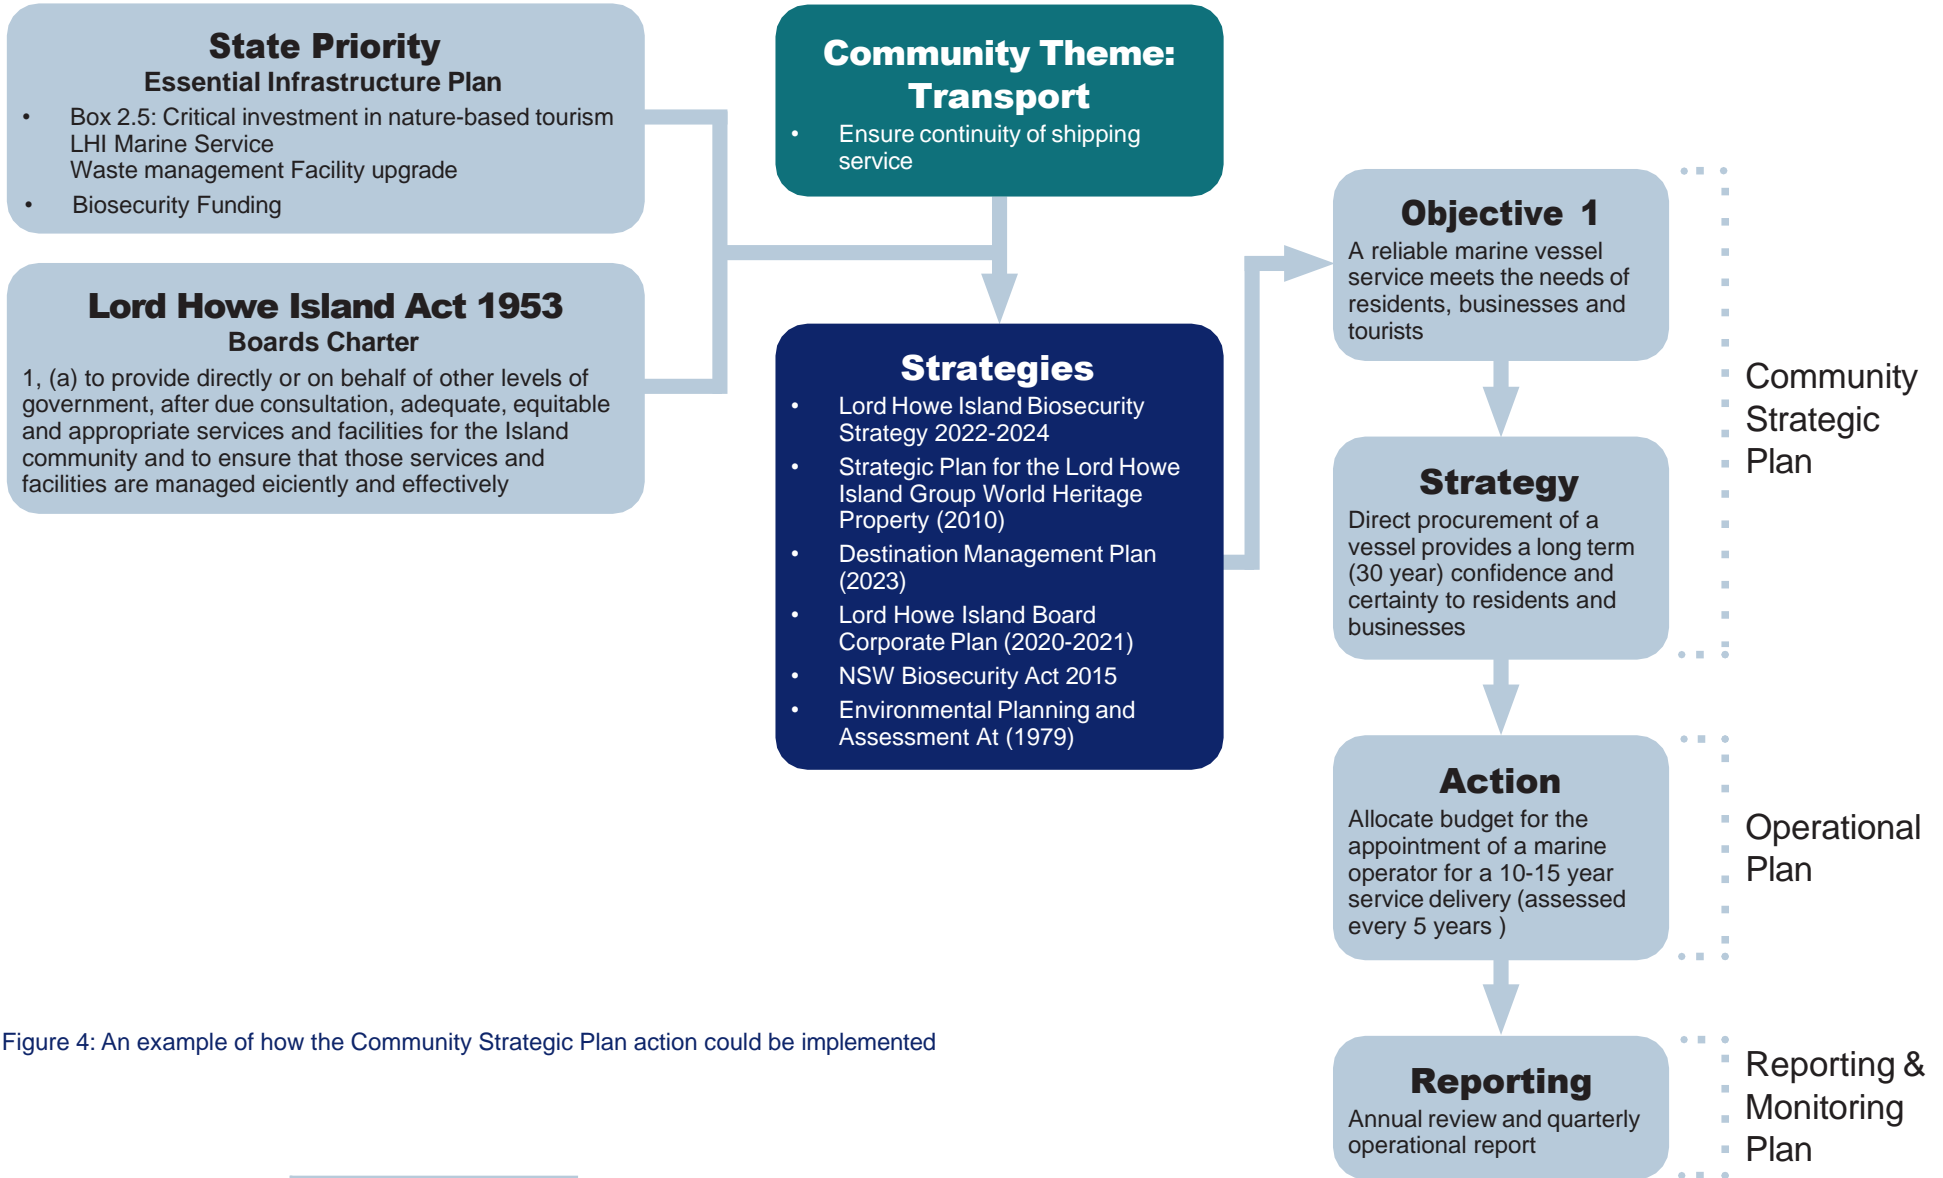 State Priority
Essential Infrastructure Plan
• Box 2.5: Critical investment in nature-based tourism
LHI Marine Service
Waste management Facility upgrade
• Biosecurity Funding
Lord Howe Island Act 1953
Boards Charter
1, (a) to provide directly or on behalf of other levels of
government, after due consultation, adequate, equitable
and appropriate services and facilities for the Island
community and to ensure that those services and
facilities are managed eiciently and effectively
Community Theme:
Transport
• Ensure continuity of shipping
service
Strategies
• Lord Howe Island Biosecurity
Strategy 2022-2024
• Strategic Plan for the Lord Howe
Island Group World Heritage
Property (2010)
• Destination Management Plan
(2023)
• Lord Howe Island Board
Corporate Plan (2020-2021)
• NSW Biosecurity Act 2015
• Environmental Planning and
Assessment At (1979)
Objective 1
A reliable marine vessel
service meets the needs of
residents, businesses and
tourists
Strategy
Direct procurement of a
vessel provides a long term
(30 year) confidence and
certainty to residents and
businesses
Community
Strategic
Plan
Action
Allocate budget for the
appointment of a marine
operator for a 10-15 year
service delivery (assessed
every 5 years )
Operational
Plan
Reporting
Annual review and quarterly
operational report
Reporting &
Monitoring
Plan
Figure 4: An example of how the Community Strategic Plan action could be implemented